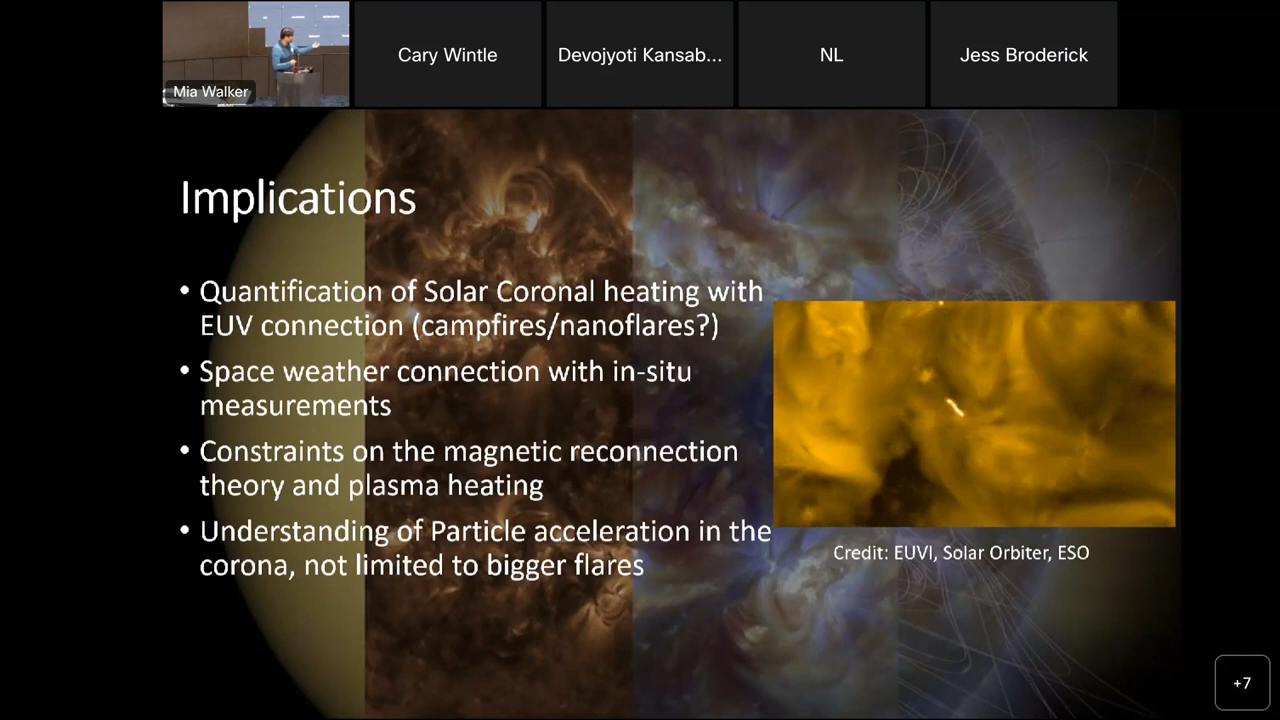 Mia Walker
Cary Wintle
Devojyoti Kansab...
NL
Jess Broderick
Implications
• Quantification of Solar Coronal heating with
EUV connection (campfires/nanoflares?)
• Space weather connection with in-situ
measurements
• Constraints on the magnetic reconnection
theory and plasma heating
• Understanding of Particle acceleration in the
corona, not limited to bigger flares
Credit: EUVI, Solar Orbiter, ESO
+7